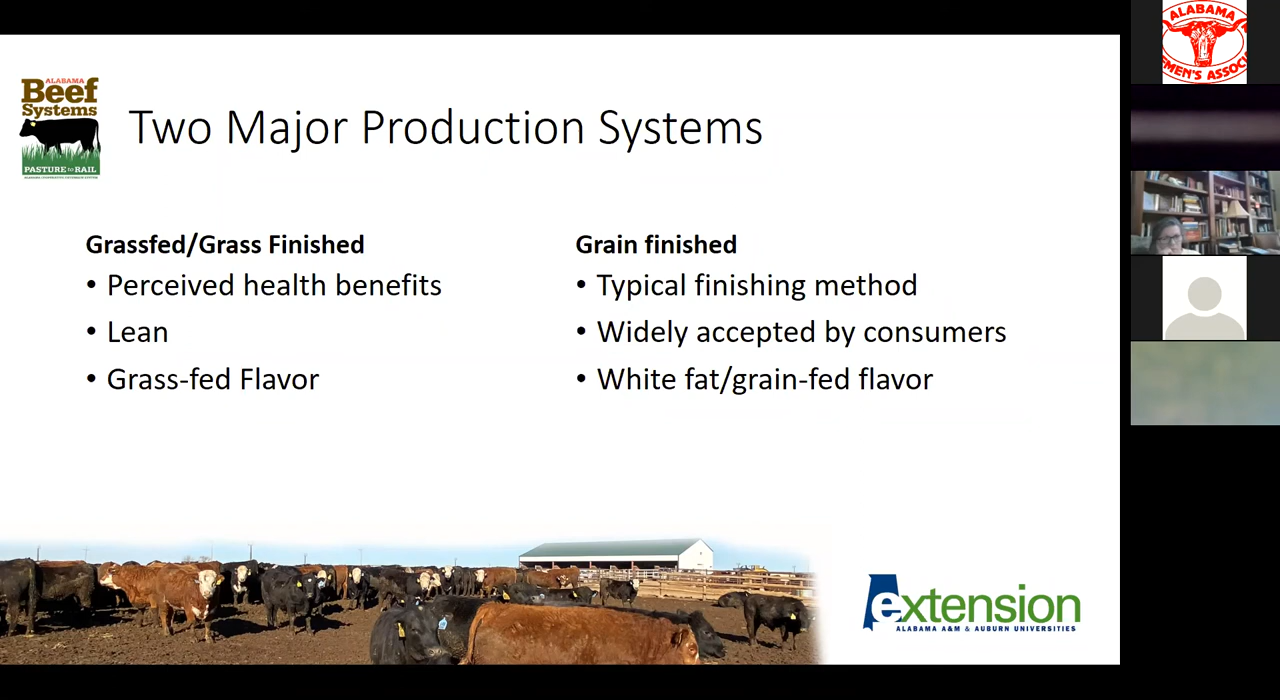 ALABAMA
Beef
Systems
PASTURE to RAIL
Two Major Production Systems
Grassfed/Grass Finished
• Perceived health benefits
• Lean
• Grass-fed Flavor
Grain finished
• Typical finishing method
• Widely accepted by consumers
• White fat/grain-fed flavor
extension
ALABAMA A&M & AUBURN UNIVERSITIES
ALABAMA
EMEN'S ASSOC